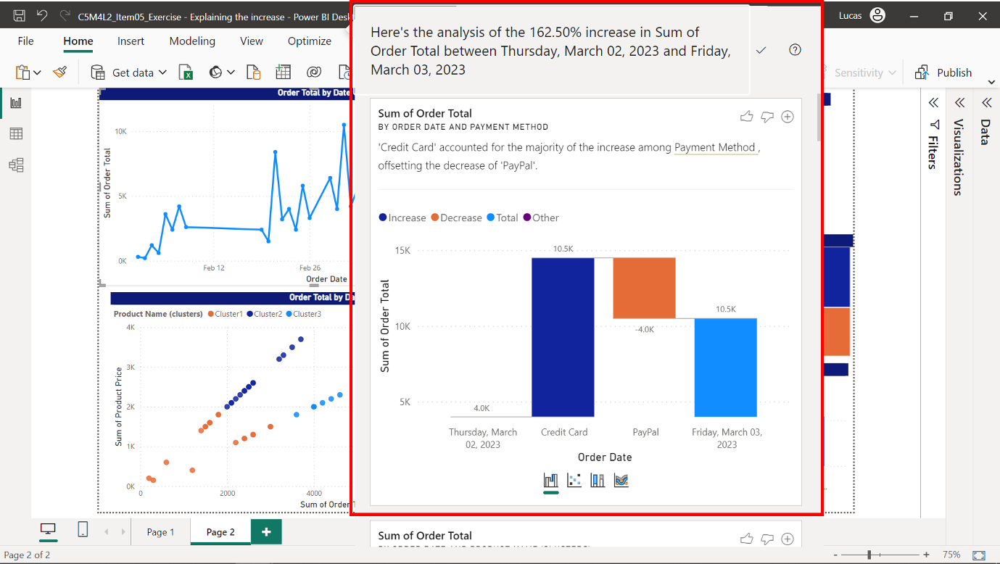 C5M4L2_Item05_Exercise - Explaining the increase - Power BI Desk
Lucas
File
Home
Insert
Modeling
View
Optimize
Get data
Sensitivity
Publish
Here's the analysis of the 162.50% increase in Sum of
Order Total between Thursday, March 02, 2023 and Friday,
March 03, 2023
Order Total by Date
10K
5K
0K
Sum of Order Total
Feb 12
Feb 26
Order Date
Order Total by Da
Product Name (clusters)
Cluster1
Cluster2
Cluster3
4K
3K
2K
1K
0K
Sum of Product Price
0
2000
4000
Sum of Order T
Sum of Order Total
BY ORDER DATE AND PAYMENT METHOD
'Credit Card' accounted for the majority of the increase among Payment Method ,
offsetting the decrease of 'PayPal'.
Increase
Decrease
Total
Other
15K
10K
5K
Sum of Order Total
4.0K
10.5K
-4.0K
10.5K
Thursday, March
02, 2023
Credit Card
PayPal
Friday, March 03,
2023
Order Date
Sum of Order Total
Filters
Visualizations
Data
Page 1
Page 2
Page 2 of 2
75%